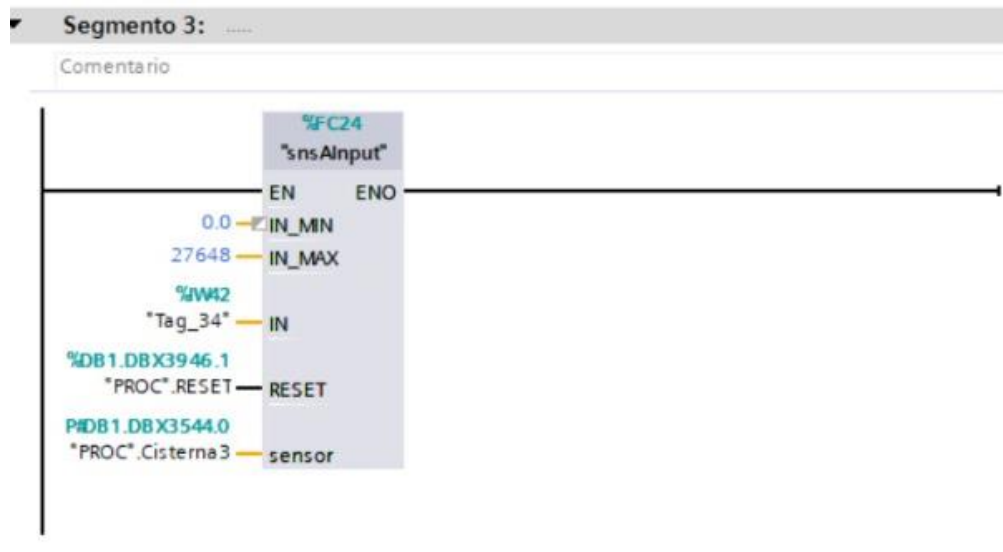 Segmento 3: .....
Comentario
%FC24
"snsAInput"
EN ENO
0.0 IN_MIN
27648 IN_MAX
%IW42
"Tag_34" IN
%DB1.DBX3946.1
"PROC".RESET RESET
P#DB1.DBX3544.0
"PROC".Cisterna3 sensor